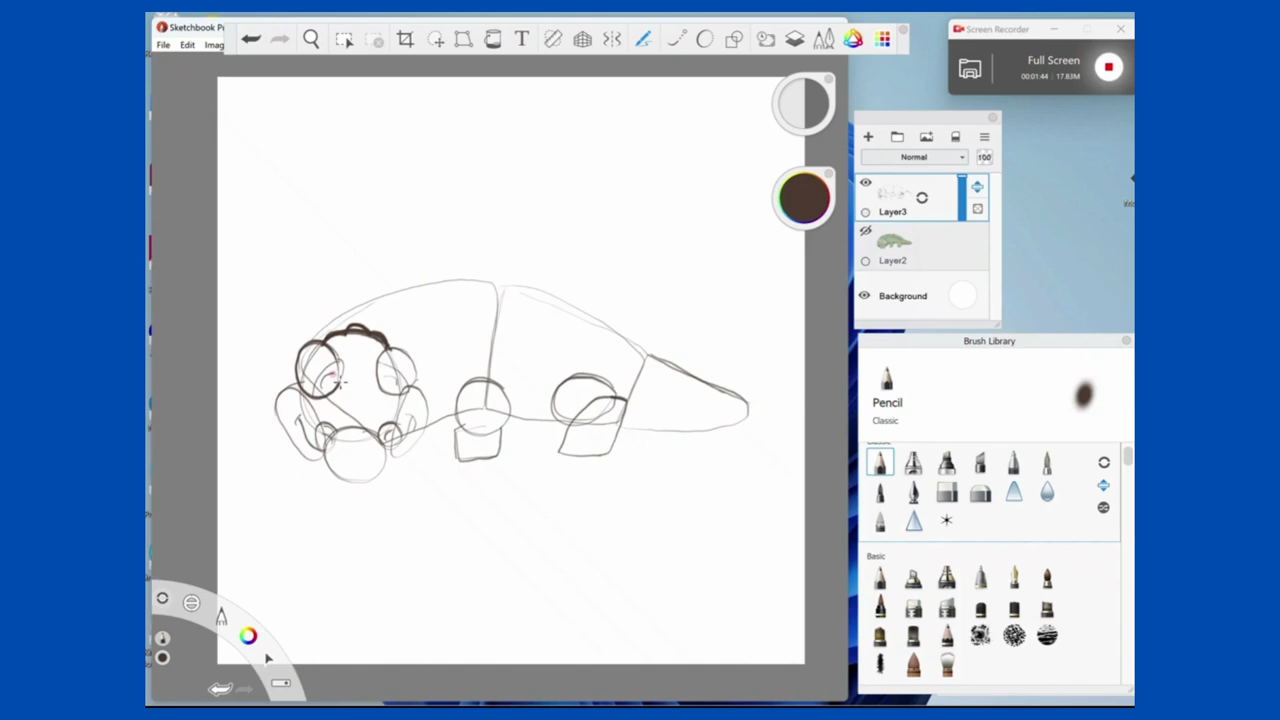 Sketchbook P
File Edit Imag
T
Screen Recorder
Full Screen
00:01:44 | 17.83M
Normal
100
Layer3
Layer2
Background
Brush Library
Pencil
Classic
Basic